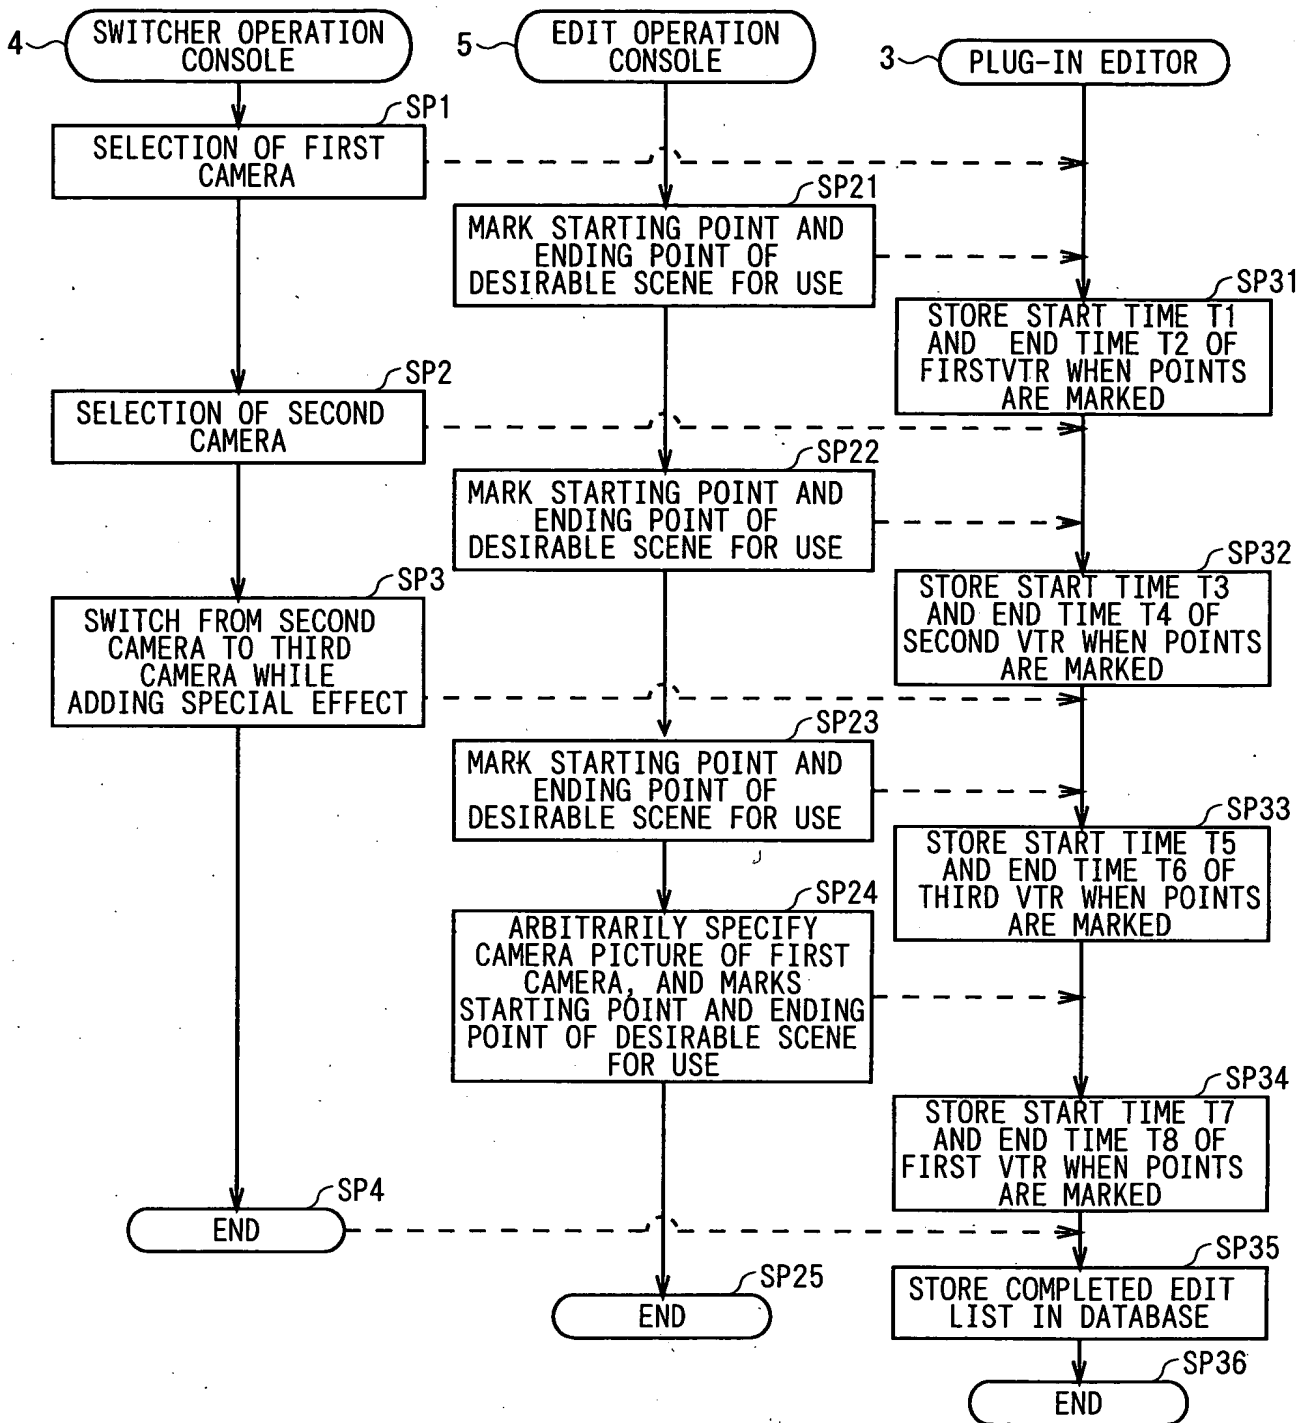 4
SWITCHER OPERATION
CONSOLE
SP1
SELECTION OF FIRST
CAMERA
SP2
SELECTION OF SECOND
CAMERA
SP3
SWITCH FROM SECOND
CAMERA TO THIRD
CAMERA WHILE
ADDING SPECIAL EFFECT
SP4
END
5
EDIT OPERATION
CONSOLE
SP21
MARK STARTING POINT AND
ENDING POINT OF
DESIRABLE SCENE FOR USE
SP22
MARK STARTING POINT AND
ENDING POINT OF
DESIRABLE SCENE FOR USE
SP23
MARK STARTING POINT AND
ENDING POINT OF
DESIRABLE SCENE FOR USE
SP24
ARBITRARILY SPECIFY
CAMERA PICTURE OF FIRST
CAMERA, AND MARKS
STARTING POINT AND ENDING
POINT OF DESIRABLE SCENE
FOR USE
SP25
END
3
PLUG-IN EDITOR
SP31
STORE START TIME T1
AND END TIME T2 OF
FIRSTVTR WHEN POINTS
ARE MARKED
SP32
STORE START TIME T3
AND END TIME T4 OF
SECOND VTR WHEN POINTS
ARE MARKED
SP33
STORE START TIME T5
AND END TIME T6 OF
THIRD VTR WHEN POINTS
ARE MARKED
SP34
STORE START TIME T7
AND END TIME T8 OF
FIRST VTR WHEN POINTS
ARE MARKED
SP35
STORE COMPLETED EDIT
LIST IN DATABASE
SP36
END